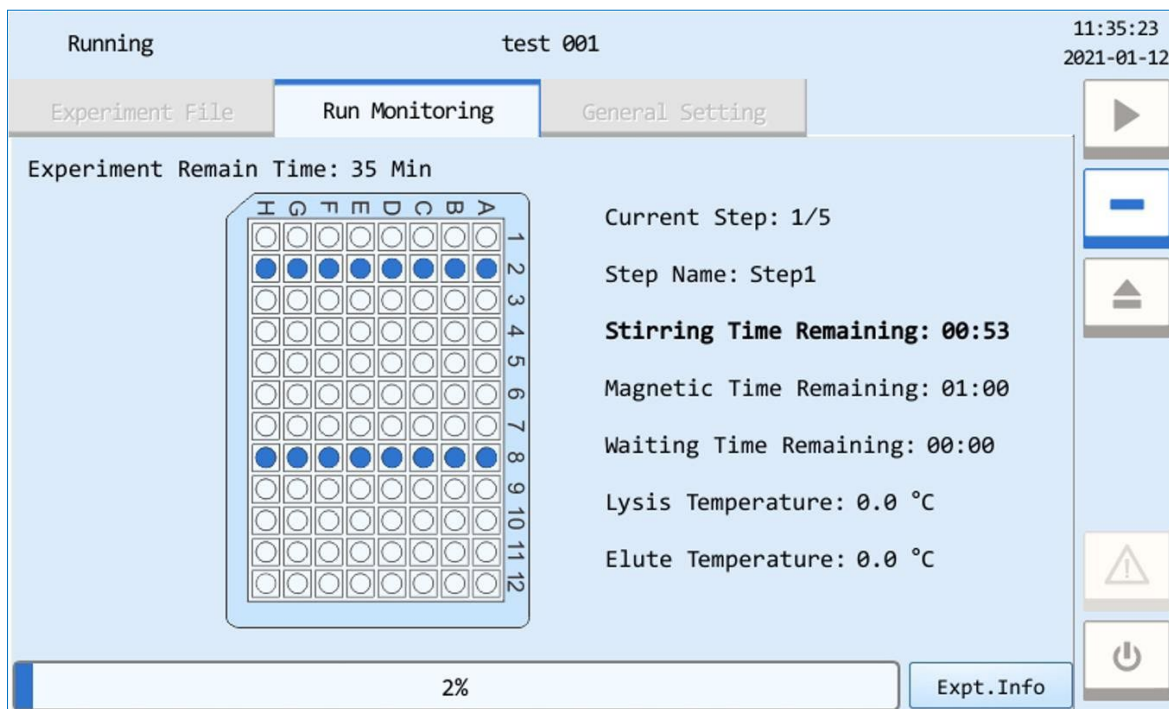 Running
test 001
11:35:23
2021-01-12
Experiment File
Run Monitoring
General Setting
Experiment Remain Time: 35 Min
H G F E D C B A
1
2
3
4
5
6
7
8
9
10
11
12
Current Step: 1/5
Step Name: Step1
Stirring Time Remaining: 00:53
Magnetic Time Remaining: 01:00
Waiting Time Remaining: 00:00
Lysis Temperature: 0.0 °C
Elute Temperature: 0.0 °C
2%
Expt.Info